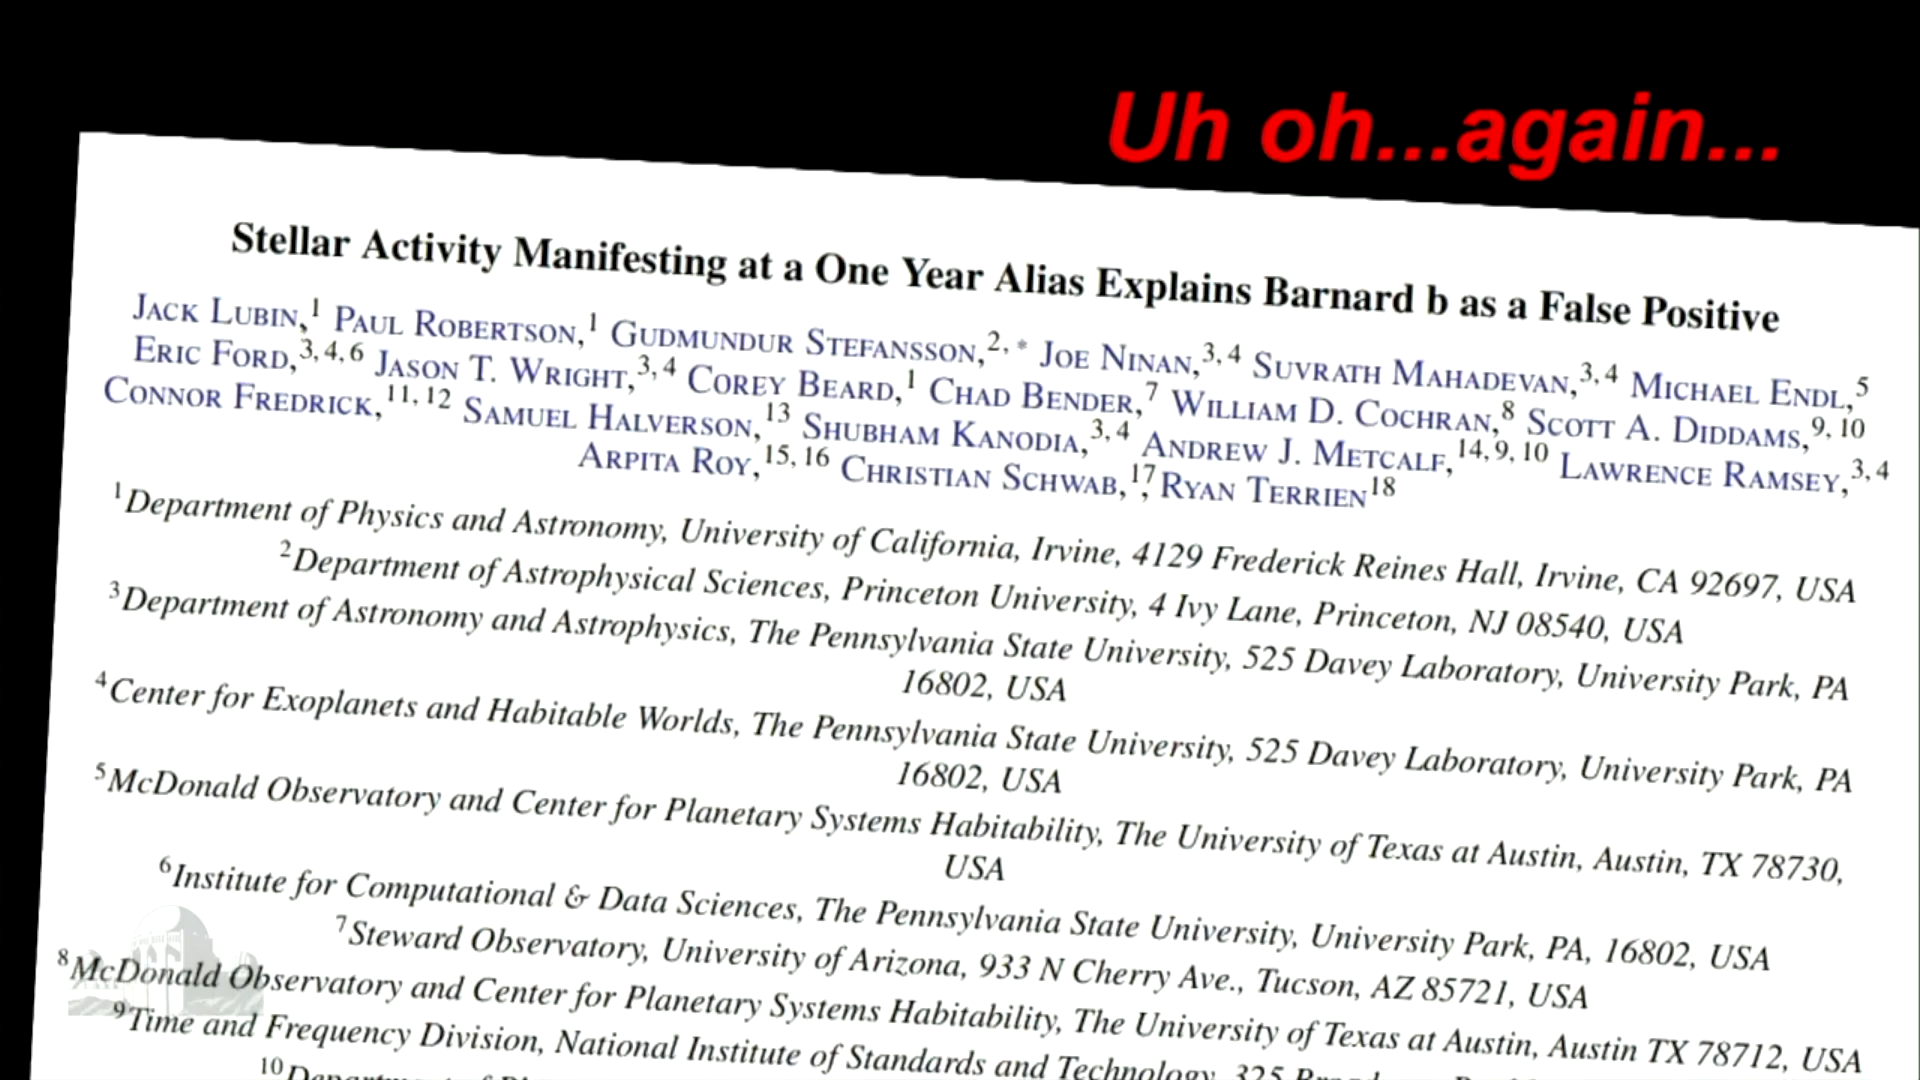 Uh oh...again...
Stellar Activity Manifesting at a One Year Alias Explains Barnard b as a False Positive
Jack Lubin,1 Paul Robertson,1 Gudmundur Stefansson,2, * Joe Ninan,3, 4 Suvrath Mahadevan,3, 4 Michael Endl,5
Eric Ford,3, 4, 6 Jason T. Wright,3, 4 Corey Beard,1 Chad Bender,7 William D. Cochran,8 Scott A. Diddams,9, 10
Connor Fredrick,11, 12 Samuel Halverson,13 Shubham Kanodia,3, 4 Andrew J. Metcalf,14, 9, 10 Lawrence Ramsey,3, 4
Arpita Roy,15, 16 Christian Schwab,17, Ryan Terrien18
1Department of Physics and Astronomy, University of California, Irvine, 4129 Frederick Reines Hall, Irvine, CA 92697, USA
2Department of Astrophysical Sciences, Princeton University, 4 Ivy Lane, Princeton, NJ 08540, USA
3Department of Astronomy and Astrophysics, The Pennsylvania State University, 525 Davey Laboratory, University Park, PA
16802, USA
4Center for Exoplanets and Habitable Worlds, The Pennsylvania State University, 525 Davey Laboratory, University Park, PA
16802, USA
5McDonald Observatory and Center for Planetary Systems Habitability, The University of Texas at Austin, Austin, TX 78730,
USA
6Institute for Computational & Data Sciences, The Pennsylvania State University, University Park, PA, 16802, USA
7Steward Observatory, University of Arizona, 933 N Cherry Ave., Tucson, AZ 85721, USA
8McDonald Observatory and Center for Planetary Systems Habitability, The University of Texas at Austin, Austin TX 78712, USA
9Time and Frequency Division, National Institute of Standards and Technology, 325
10